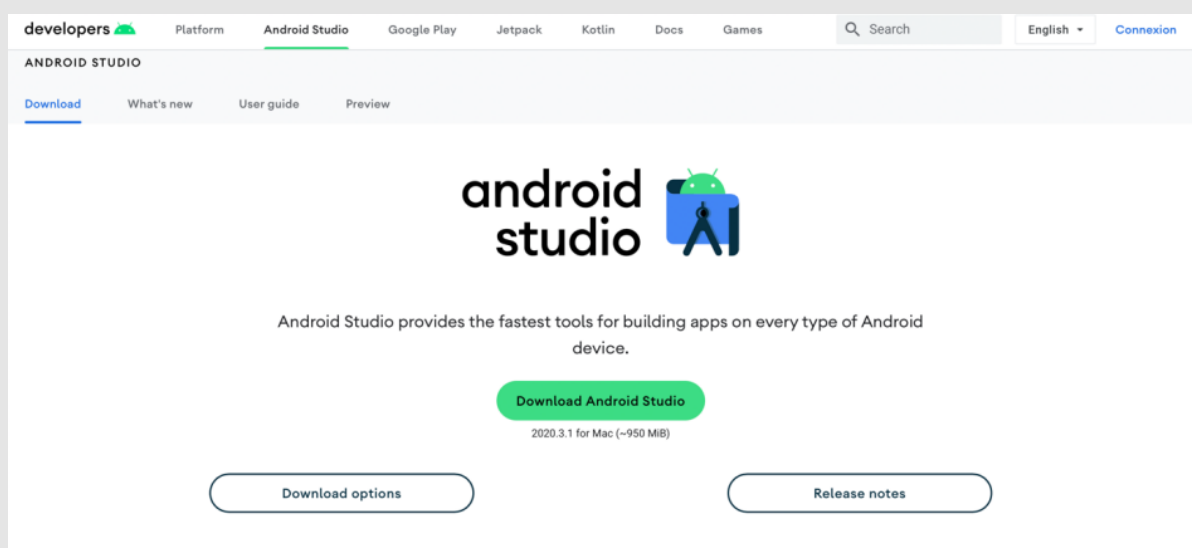 developers Platform Android Studio Google Play Jetpack Kotlin Docs Games Search English Connexion
ANDROID STUDIO
Download What's new User guide Preview
android
studio
Android Studio provides the fastest tools for building apps on every type of Android
device.
Download Android Studio
2020.3.1 for Mac (~950 MiB)
Download options Release notes